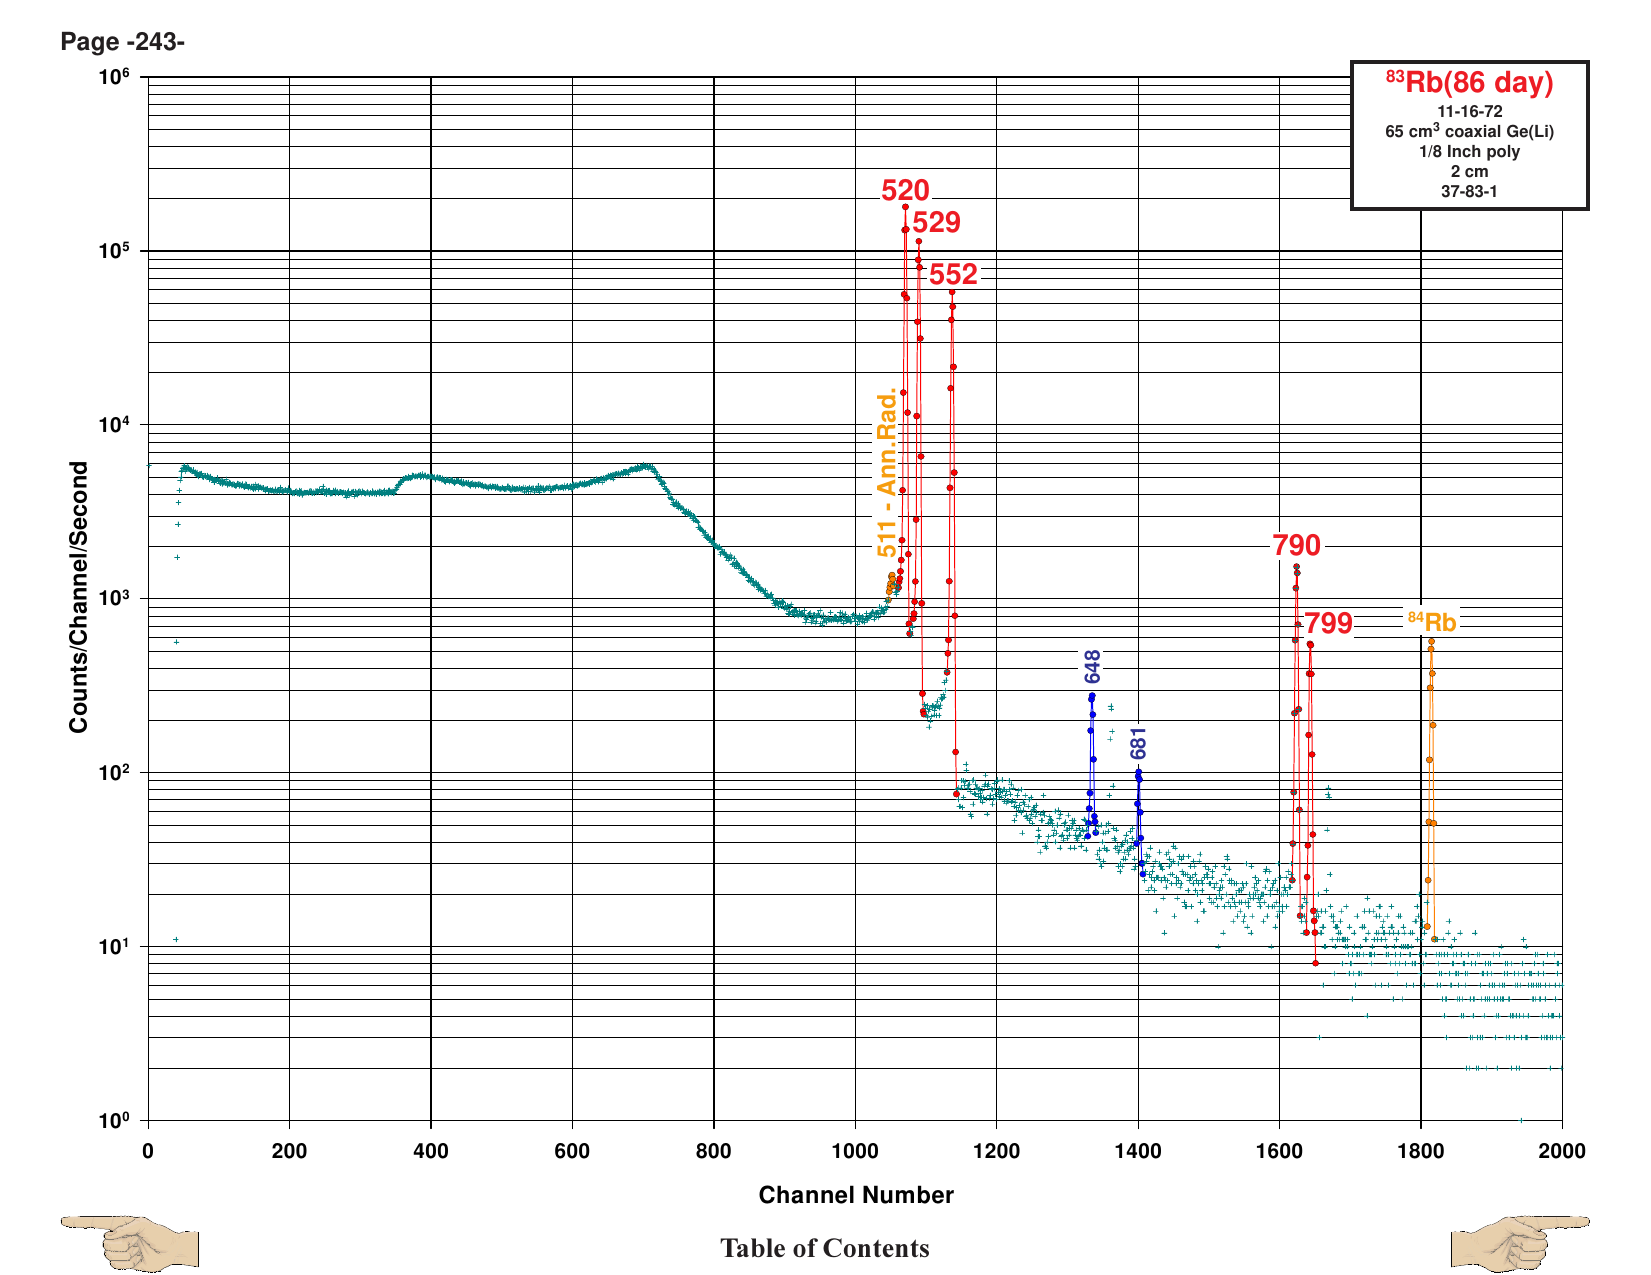 Page -243-
⁸³Rb(86 day)
11-16-72
65 cm³ coaxial Ge(Li)
1/8 Inch poly
2 cm
37-83-1
10⁶
10⁵
10⁴
10³
10²
10¹
10⁰
Counts/Channel/Second
520
529
552
511 - Ann.Rad.
648
681
790
799
⁸⁴Rb
0 200 400 600 800 1000 1200 1400 1600 1800 2000
Channel Number
Table of Contents